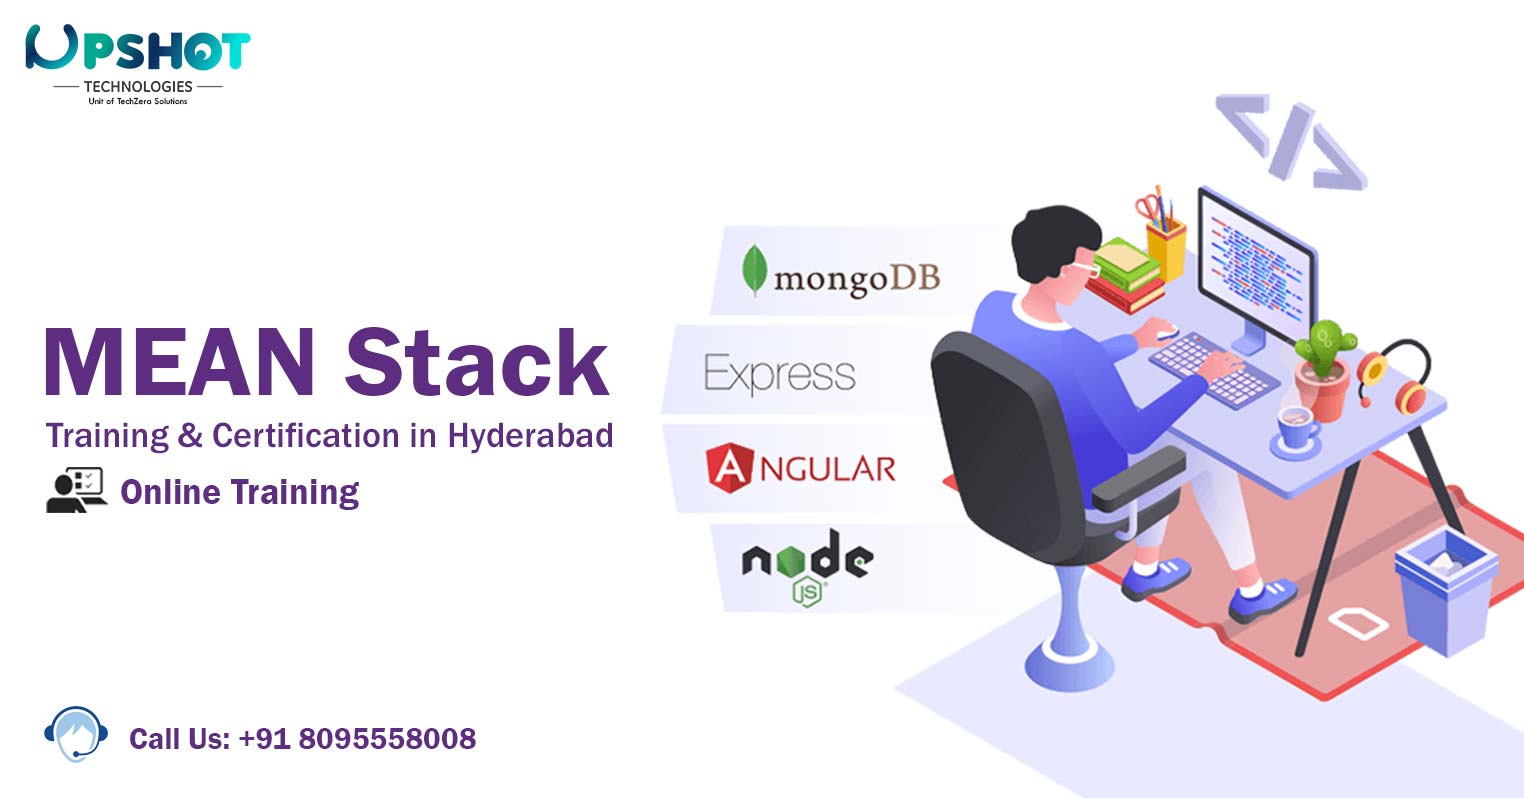 UPSHOT
TECHNOLOGIES
Unit of TechZera Solutions
</>
mongoDB
Express
ANGULAR
node
JS
®
MEAN Stack
Training & Certification in Hyderabad
Online Training
Call Us: +91 8095558008